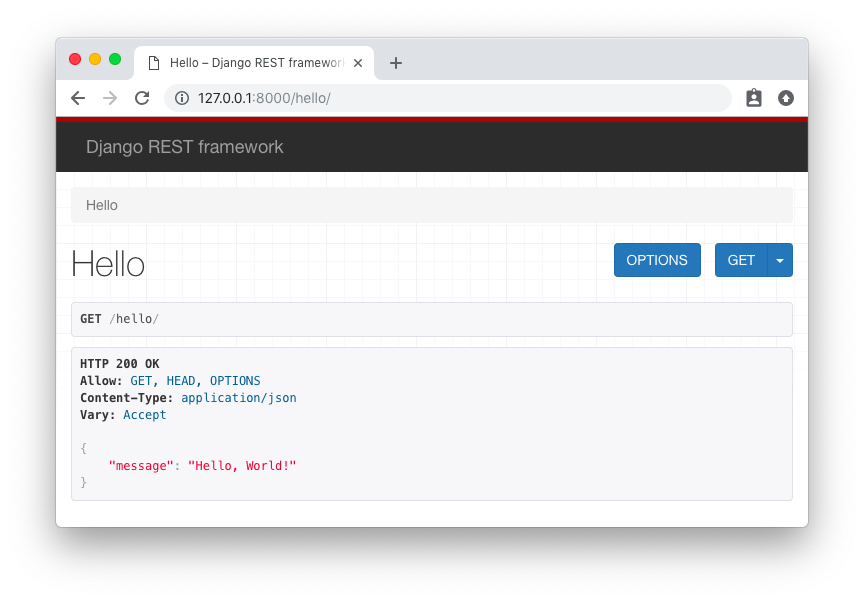 Hello – Django REST framework
127.0.0.1:8000/hello/
Django REST framework
Hello
Hello
OPTIONS
GET
GET /hello/
HTTP 200 OK
Allow: GET, HEAD, OPTIONS
Content-Type: application/json
Vary: Accept
{
"message": "Hello, World!"
}